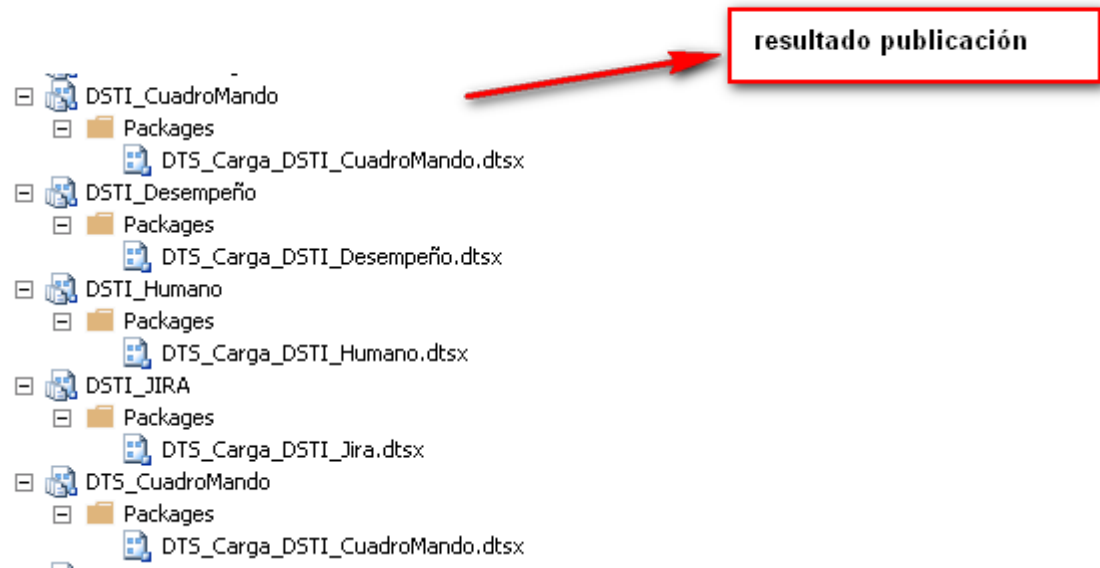 resultado publicación
DSTI_CuadroMando
Packages
DTS_Carga_DSTI_CuadroMando.dtsx
DSTI_Desempeño
Packages
DTS_Carga_DSTI_Desempeño.dtsx
DSTI_Humano
Packages
DTS_Carga_DSTI_Humano.dtsx
DSTI_JIRA
Packages
DTS_Carga_DSTI_Jira.dtsx
DTS_CuadroMando
Packages
DTS_Carga_DSTI_CuadroMando.dtsx